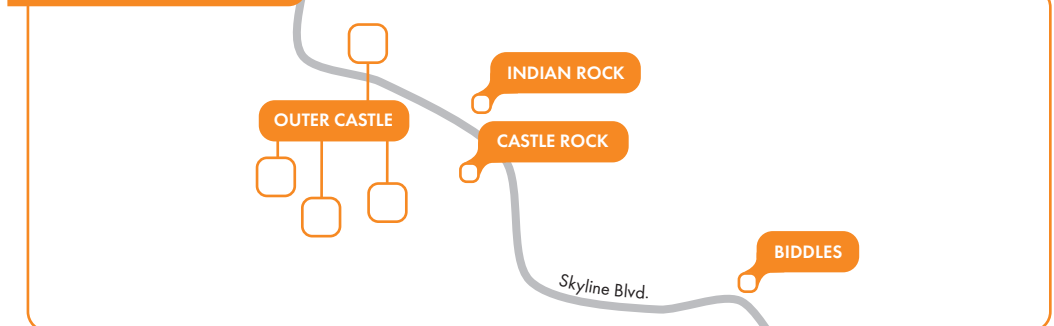 INDIAN ROCK
OUTER CASTLE
CASTLE ROCK
BIDDLES
Skyline Blvd.